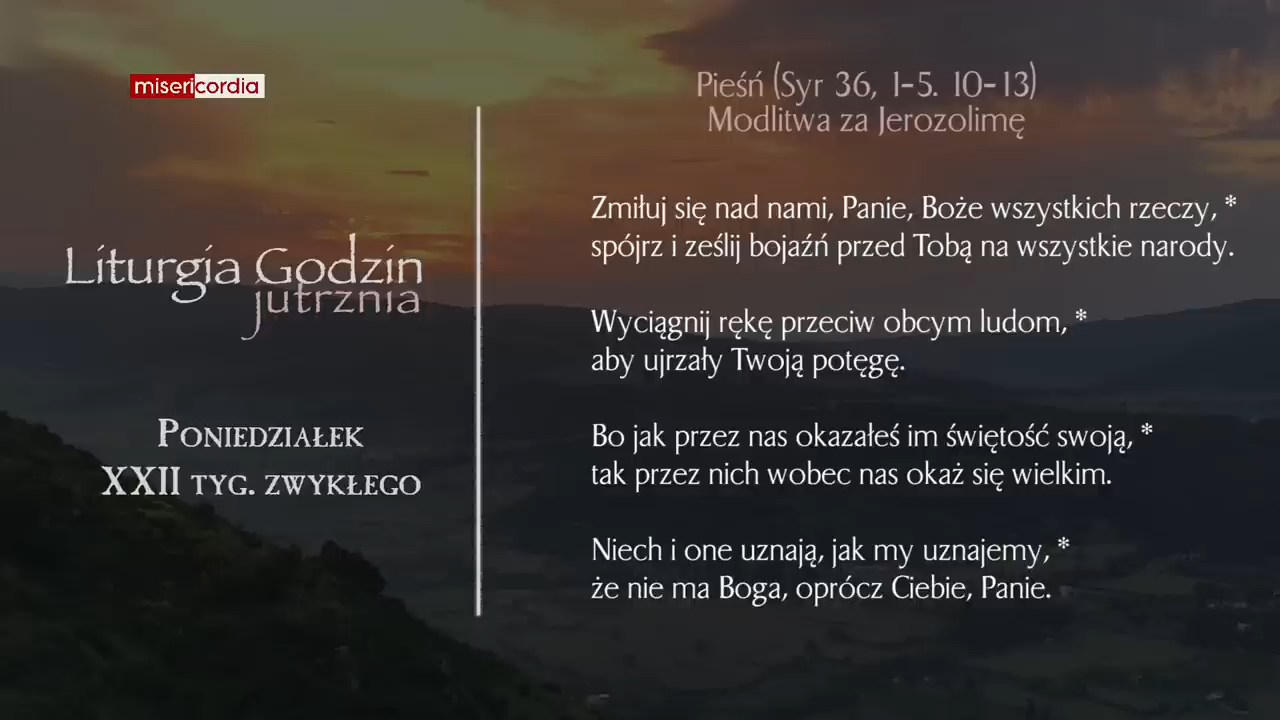 misericordia
Liturgia Godzin
jutrznia
Poniedziałek
XXII tyg. zwykłego
Pieśń (Syr 36, 1-5. 10-13)
Modlitwa za Jerozolimę
Zmiłuj się nad nami, Panie, Boże wszystkich rzeczy, *
spójrz i ześlij bojaźń przed Tobą na wszystkie narody.
Wyciągnij rękę przeciw obcym ludom, *
aby ujrzały Twoją potęgę.
Bo jak przez nas okazałeś im świętość swoją, *
tak przez nich wobec nas okaż się wielkim.
Niech i one uznają, jak my uznajemy, *
że nie ma Boga, oprócz Ciebie, Panie.